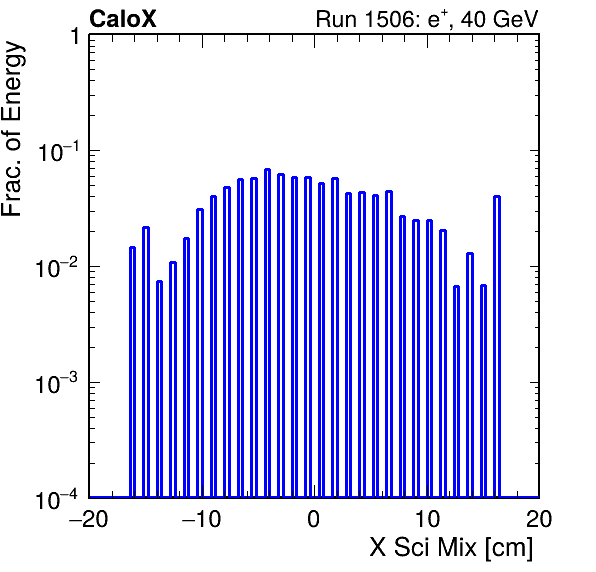 CaloX Run 1506: e⁺, 40 GeV
Frac. of Energy
1
10⁻¹
10⁻²
10⁻³
10⁻⁴
−20 −10 0 10 20
X Sci Mix [cm]